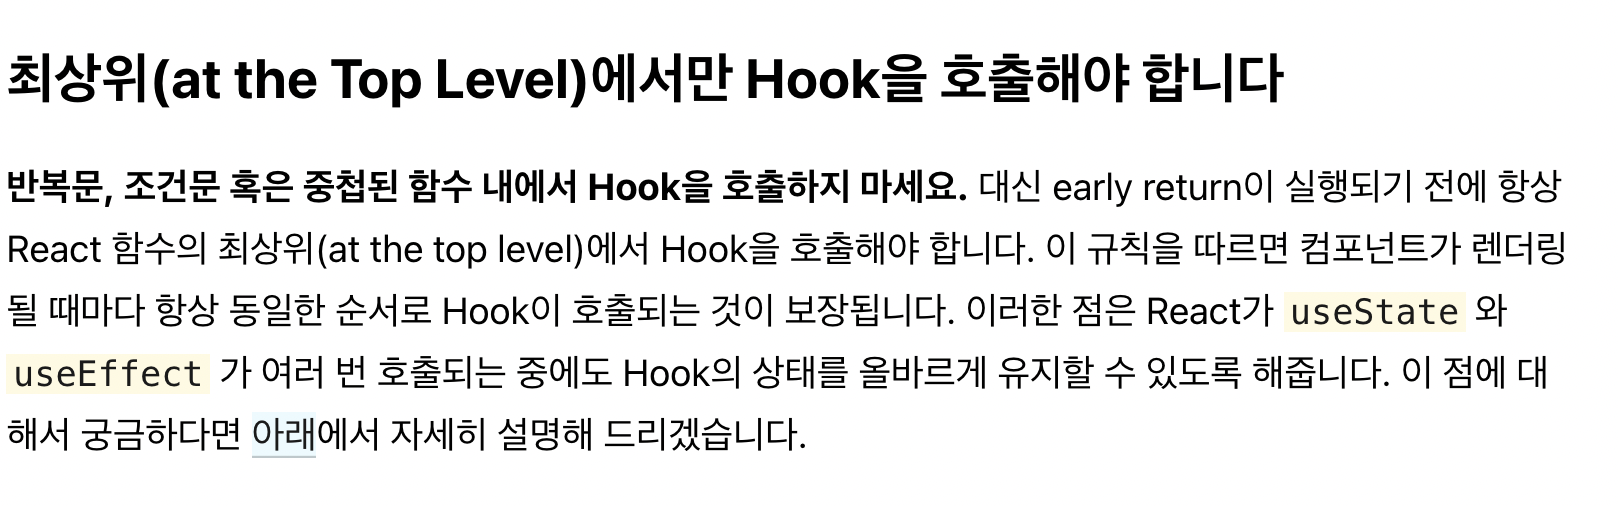 최상위(at the Top Level)에서만 Hook을 호출해야 합니다
반복문, 조건문 혹은 중첩된 함수 내에서 Hook을 호출하지 마세요. 대신 early return이 실행되기 전에 항상
React 함수의 최상위(at the top level)에서 Hook을 호출해야 합니다. 이 규칙을 따르면 컴포넌트가 렌더링
될 때마다 항상 동일한 순서로 Hook이 호출되는 것이 보장됩니다. 이러한 점은 React가 useState 와
useEffect 가 여러 번 호출되는 중에도 Hook의 상태를 올바르게 유지할 수 있도록 해줍니다. 이 점에 대
해서 궁금하다면 아래에서 자세히 설명해 드리겠습니다.